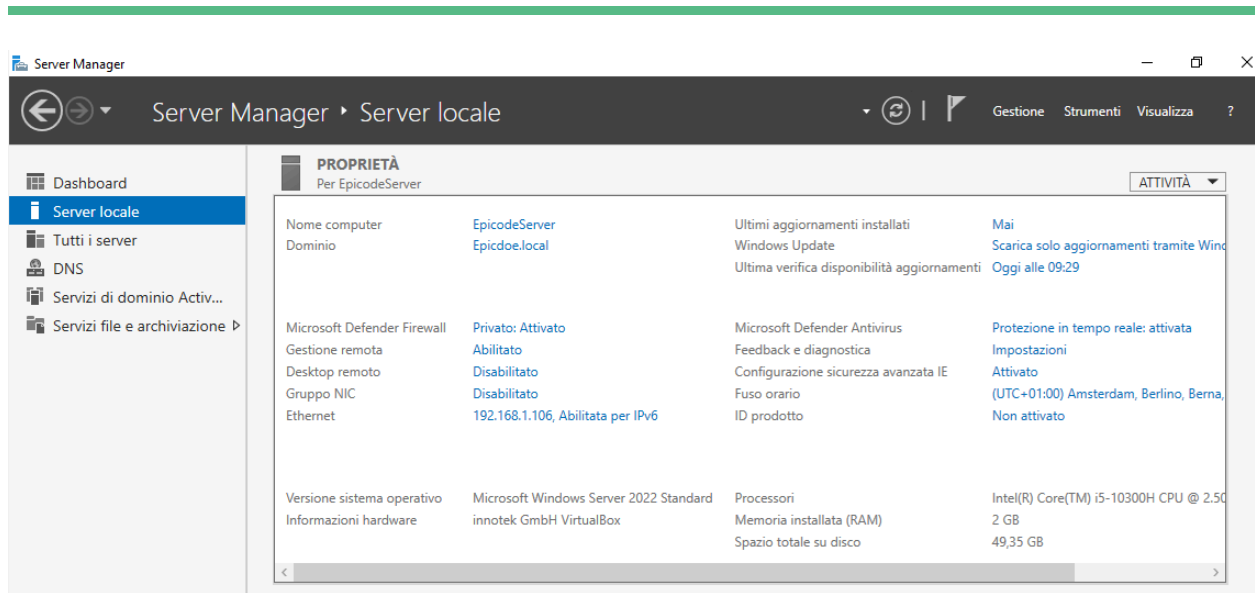 Server Manager
Server Manager ‣ Server locale
Gestione Strumenti Visualizza ?
Dashboard
Server locale
Tutti i server
DNS
Servizi di dominio Activ...
Servizi file e archiviazione
PROPRIETÀ
Per EpicodeServer
ATTIVITÀ
Nome computer EpicodeServer Ultimi aggiornamenti installati Mai
Dominio Epicdoe.local Windows Update Scarica solo aggiornamenti tramite Wind
Ultima verifica disponibilità aggiornamenti Oggi alle 09:29
Microsoft Defender Firewall Privato: Attivato Microsoft Defender Antivirus Protezione in tempo reale: attivata
Gestione remota Abilitato Feedback e diagnostica Impostazioni
Desktop remoto Disabilitato Configurazione sicurezza avanzata IE Attivato
Gruppo NIC Disabilitato Fuso orario (UTC+01:00) Amsterdam, Berlino, Berna,
Ethernet 192.168.1.106, Abilitata per IPv6 ID prodotto Non attivato
Versione sistema operativo Microsoft Windows Server 2022 Standard Processori Intel(R) Core(TM) i5-10300H CPU @ 2.50
Informazioni hardware innotek GmbH VirtualBox Memoria installata (RAM) 2 GB
Spazio totale su disco 49,35 GB